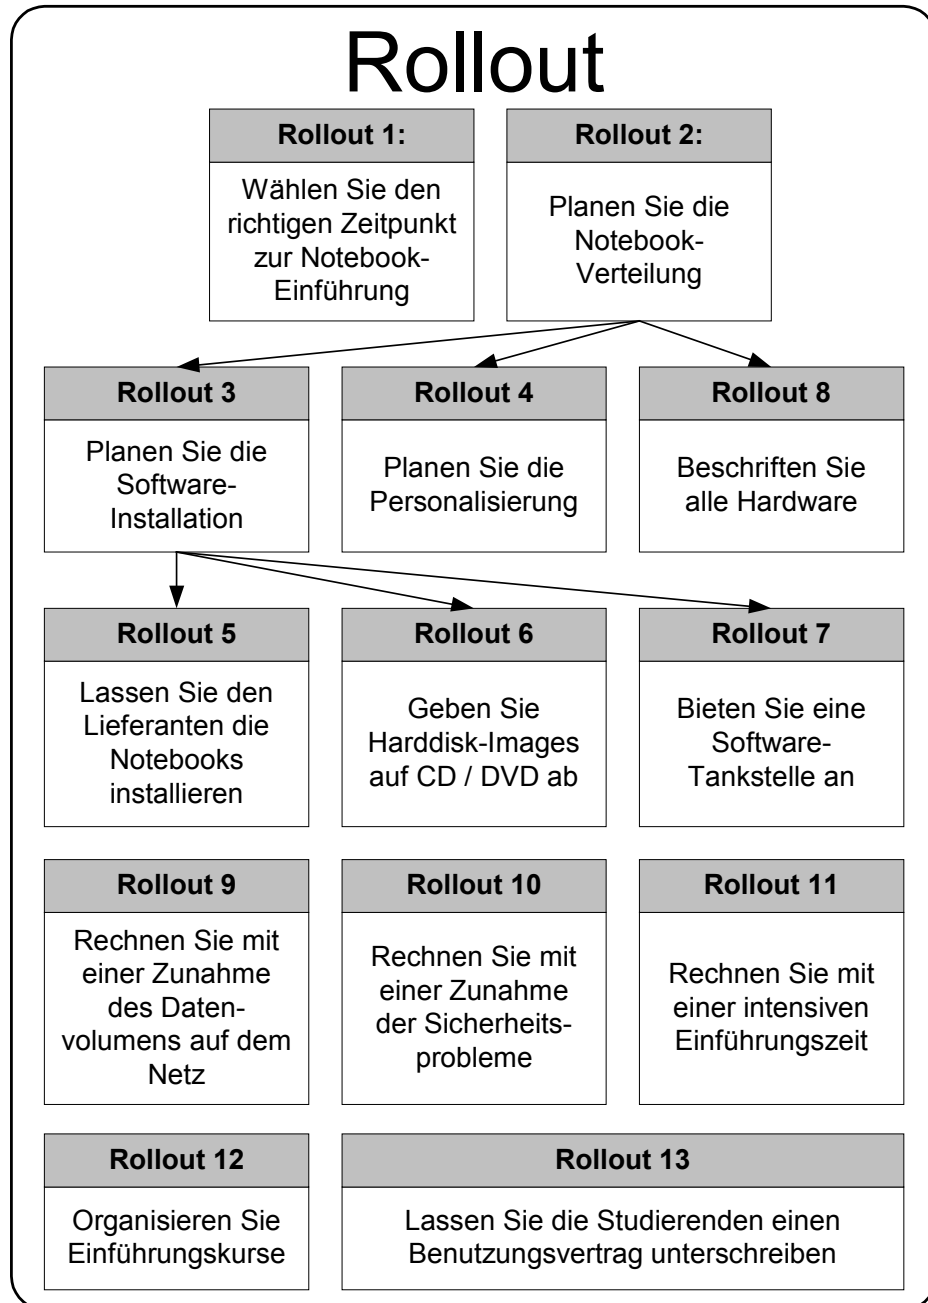 Rollout
Rollout 1:
Wählen Sie den
richtigen Zeitpunkt
zur Notebook-
Einführung
Rollout 2:
Planen Sie die
Notebook-
Verteilung
Rollout 3
Planen Sie die
Software-
Installation
Rollout 4
Planen Sie die
Personalisierung
Rollout 8
Beschriften Sie
alle Hardware
Rollout 5
Lassen Sie den
Lieferanten die
Notebooks
installieren
Rollout 6
Geben Sie
Harddisk-Images
auf CD / DVD ab
Rollout 7
Bieten Sie eine
Software-
Tankstelle an
Rollout 9
Rechnen Sie mit
einer Zunahme
des Daten-
volumens auf dem
Netz
Rollout 10
Rechnen Sie mit
einer Zunahme
der Sicherheits-
probleme
Rollout 11
Rechnen Sie mit
einer intensiven
Einführungszeit
Rollout 12
Organisieren Sie
Einführungskurse
Rollout 13
Lassen Sie die Studierenden einen
Benutzungsvertrag unterschreiben